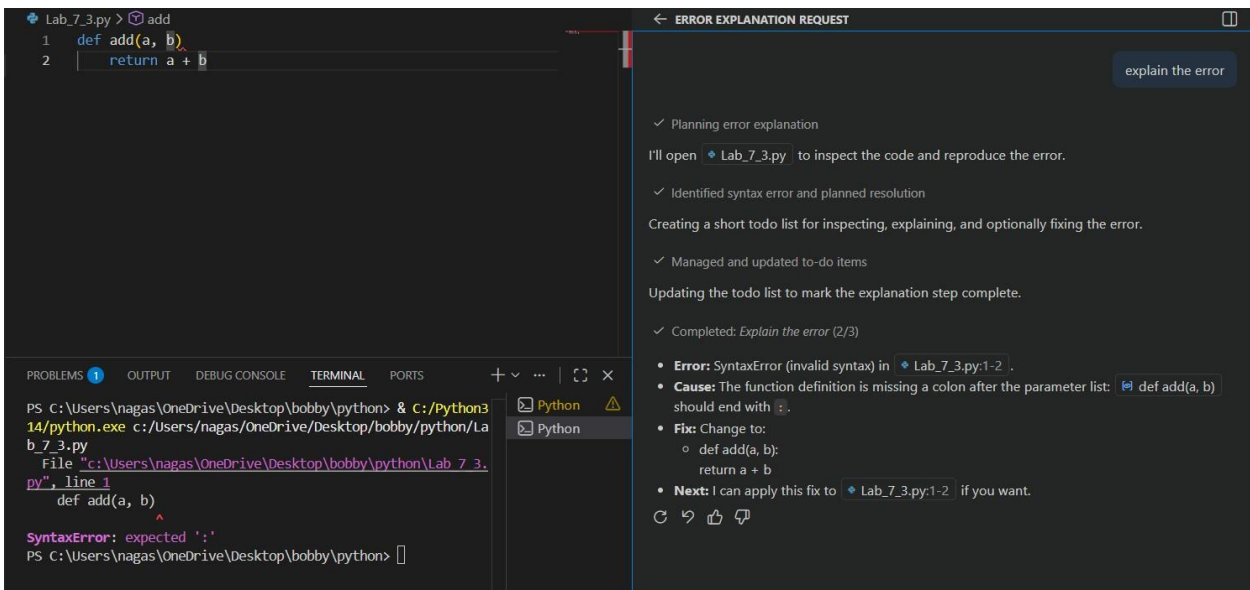 Lab_7_3.py > add
1 def add(a, b)
2 return a + b
PROBLEMS 1 OUTPUT DEBUG CONSOLE TERMINAL PORTS
PS C:\Users\nagas\OneDrive\Desktop\bobby\python> & C:/Python3
14/python.exe c:/Users/nagas/OneDrive/Desktop/bobby/python/La
b_7_3.py
File "c:\Users\nagas\OneDrive\Desktop\bobby\python\Lab_7_3.
py", line 1
def add(a, b)
^
SyntaxError: expected ':'
PS C:\Users\nagas\OneDrive\Desktop\bobby\python>
Python
Python
ERROR EXPLANATION REQUEST
explain the error
Planning error explanation
I'll open Lab_7_3.py to inspect the code and reproduce the error.
Identified syntax error and planned resolution
Creating a short todo list for inspecting, explaining, and optionally fixing the error.
Managed and updated to-do items
Updating the todo list to mark the explanation step complete.
Completed: Explain the error (2/3)
• Error: SyntaxError (invalid syntax) in Lab_7_3.py:1-2 .
• Cause: The function definition is missing a colon after the parameter list: def add(a, b)
should end with : .
• Fix: Change to:
def add(a, b):
return a + b
• Next: I can apply this fix to Lab_7_3.py:1-2 if you want.